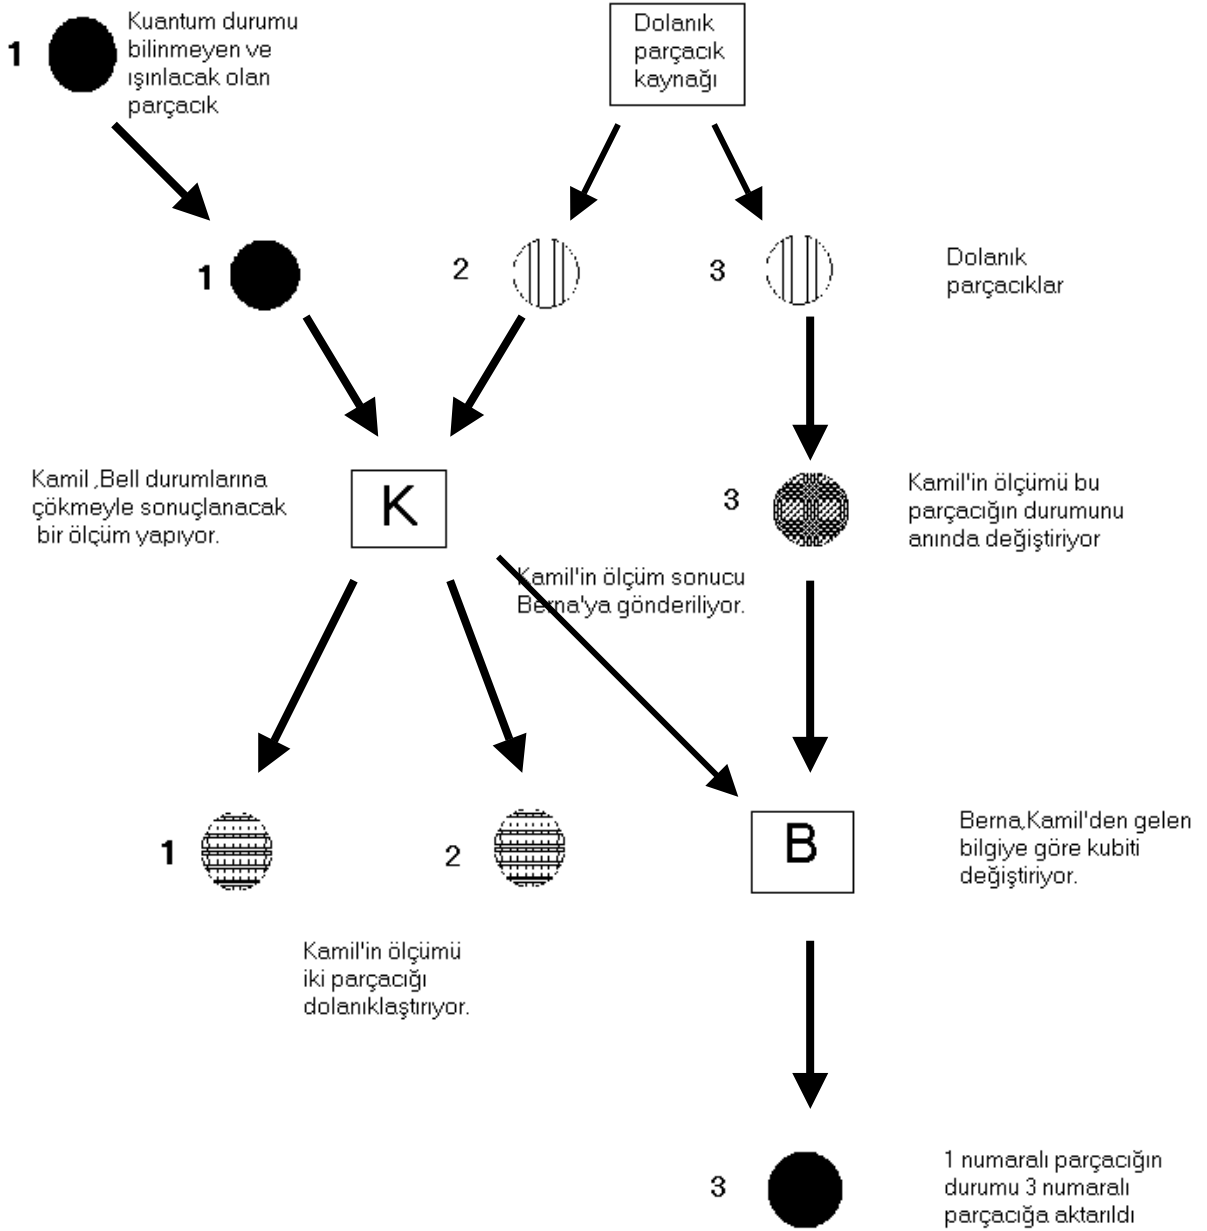 1
Kuantum durumu
bilinmeyen ve
ışınlacak olan
parçacık
Dolanık
parçacık
kaynağı
1
2
3
Dolanık
parçacıklar
Kamil ,Bell durumlarına
çökmeyle sonuçlanacak
bir ölçüm yapıyor.
K
3
Kamil'in ölçümü bu
parçacığın durumunu
anında değiştiriyor
Kamil'in ölçüm sonucu
Berna'ya gönderiliyor.
1
2
B
Berna,Kamil'den gelen
bilgiye göre kubiti
değiştiriyor.
Kamil'in ölçümü
iki parçacığı
dolanıklaştırıyor.
3
1 numaralı parçacığın
durumu 3 numaralı
parçacığa aktarıldı